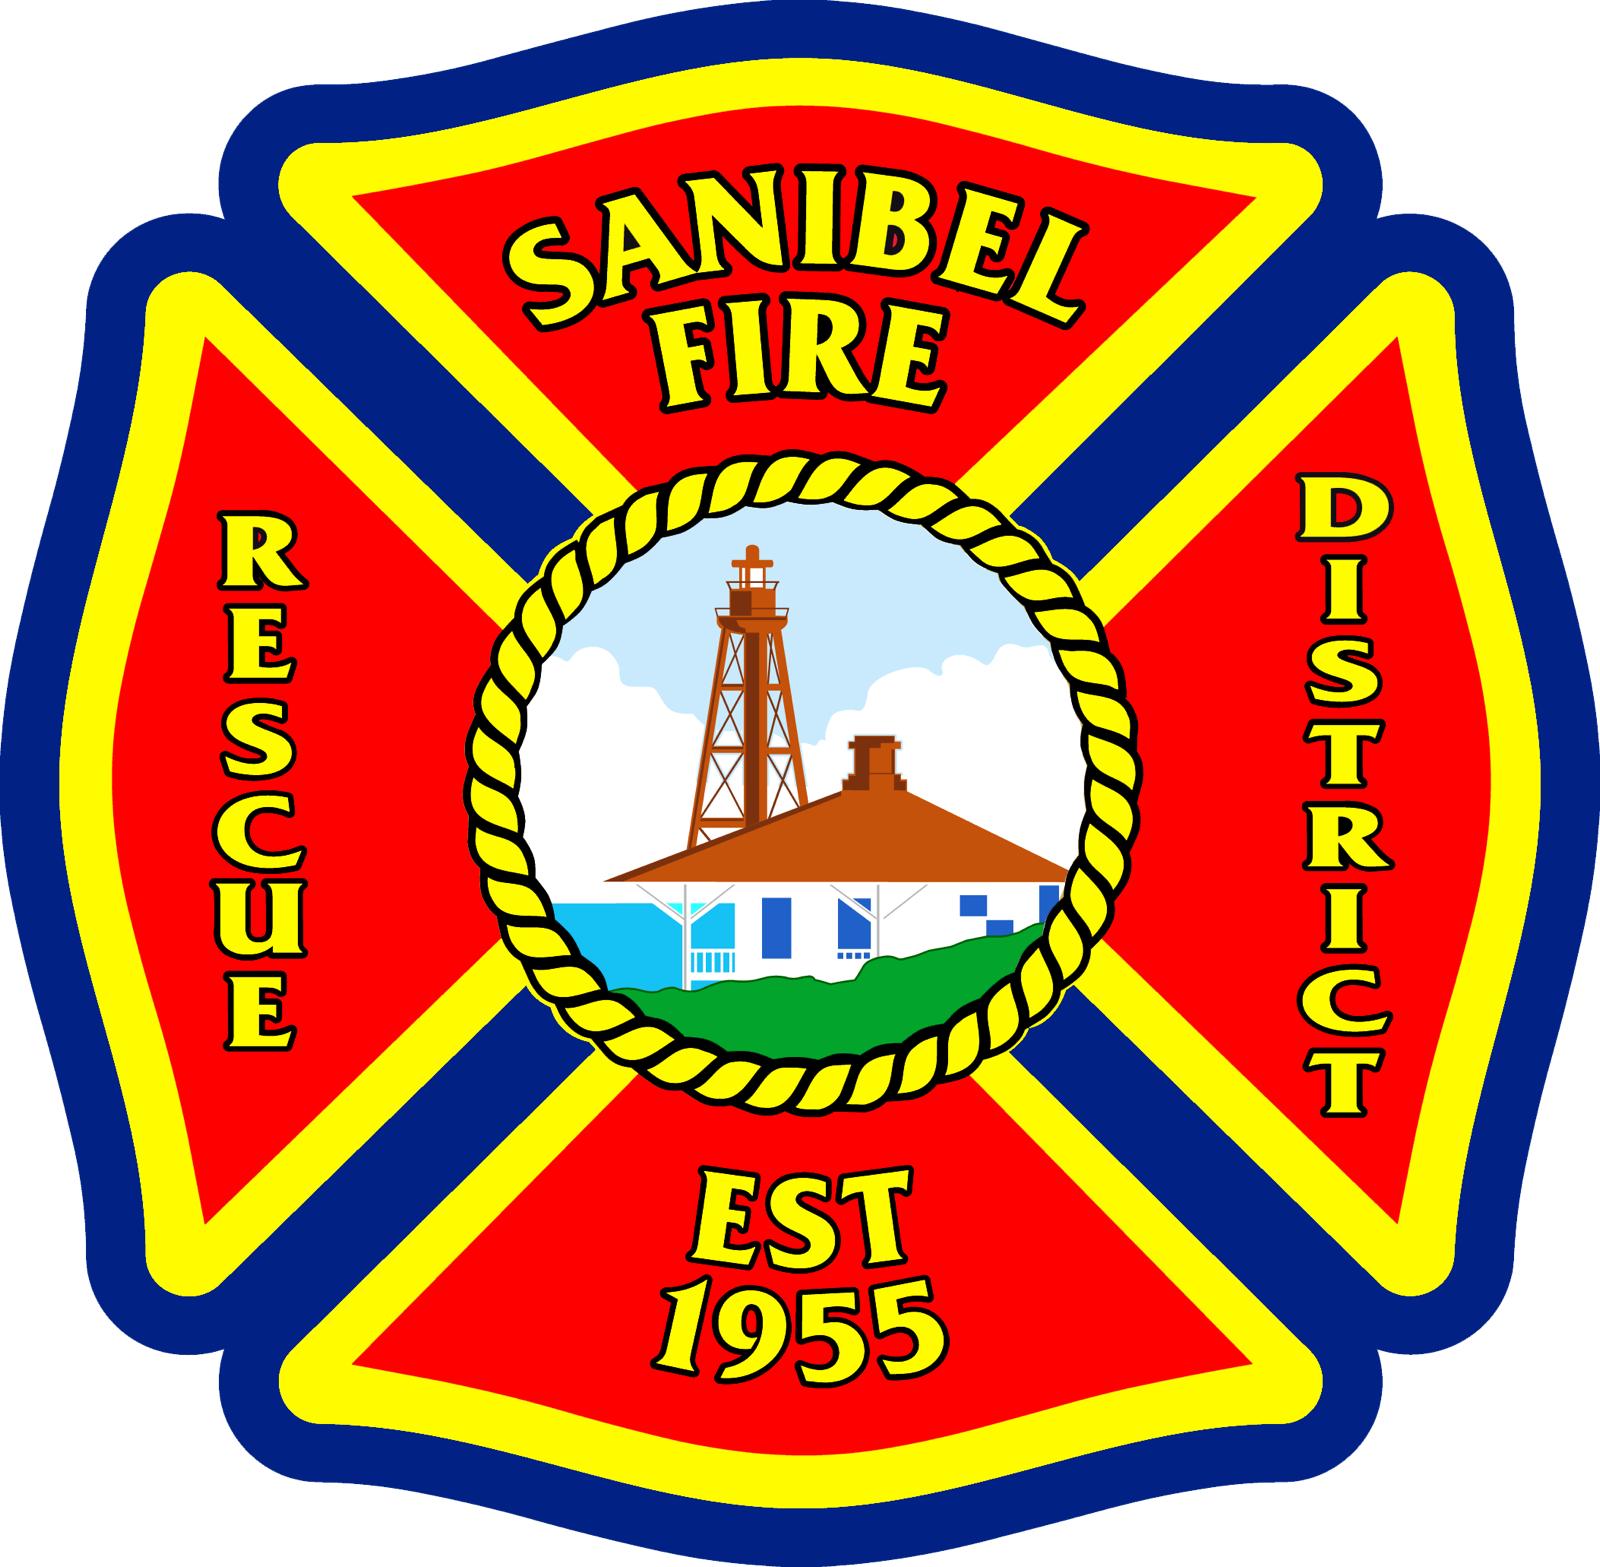 SANIBEL
FIRE
RESCUE
DISTRICT
EST
1955